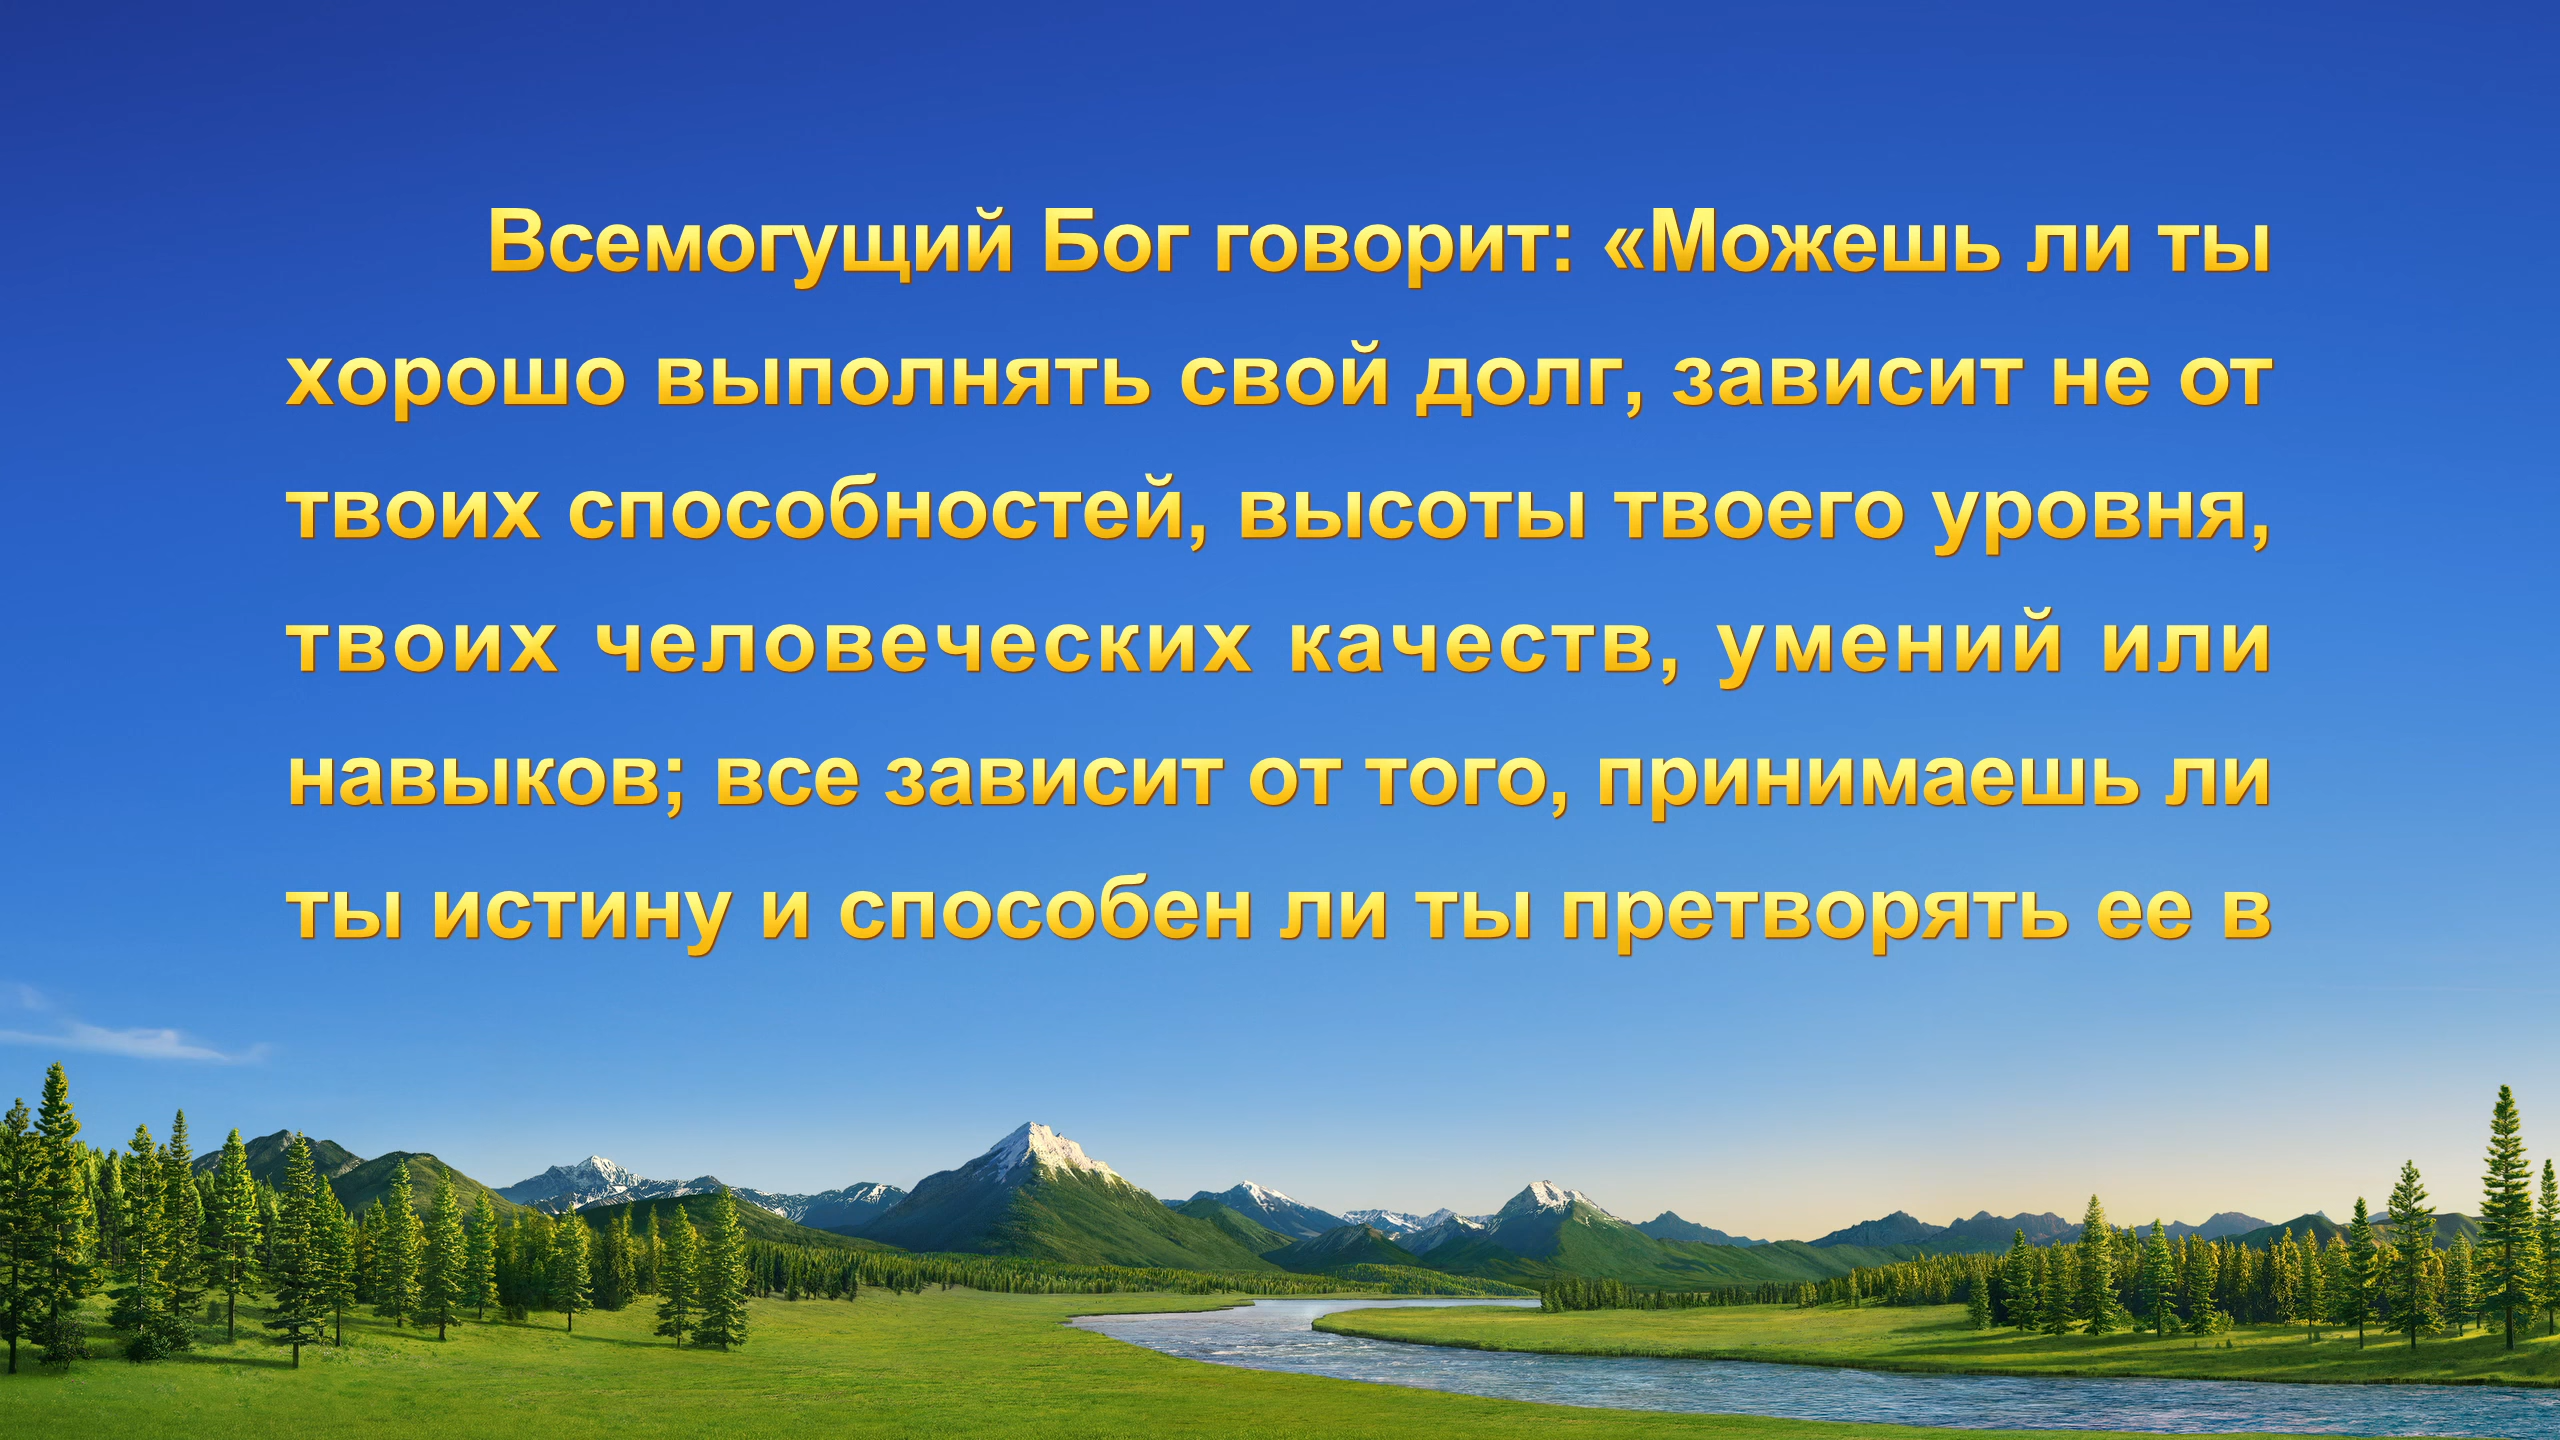 Всемогущий Бог говорит: «Можешь ли ты
хорошо выполнять свой долг, зависит не от
твоих способностей, высоты твоего уровня,
твоих человеческих качеств, умений или
навыков; все зависит от того, принимаешь ли
ты истину и способен ли ты претворять ее в